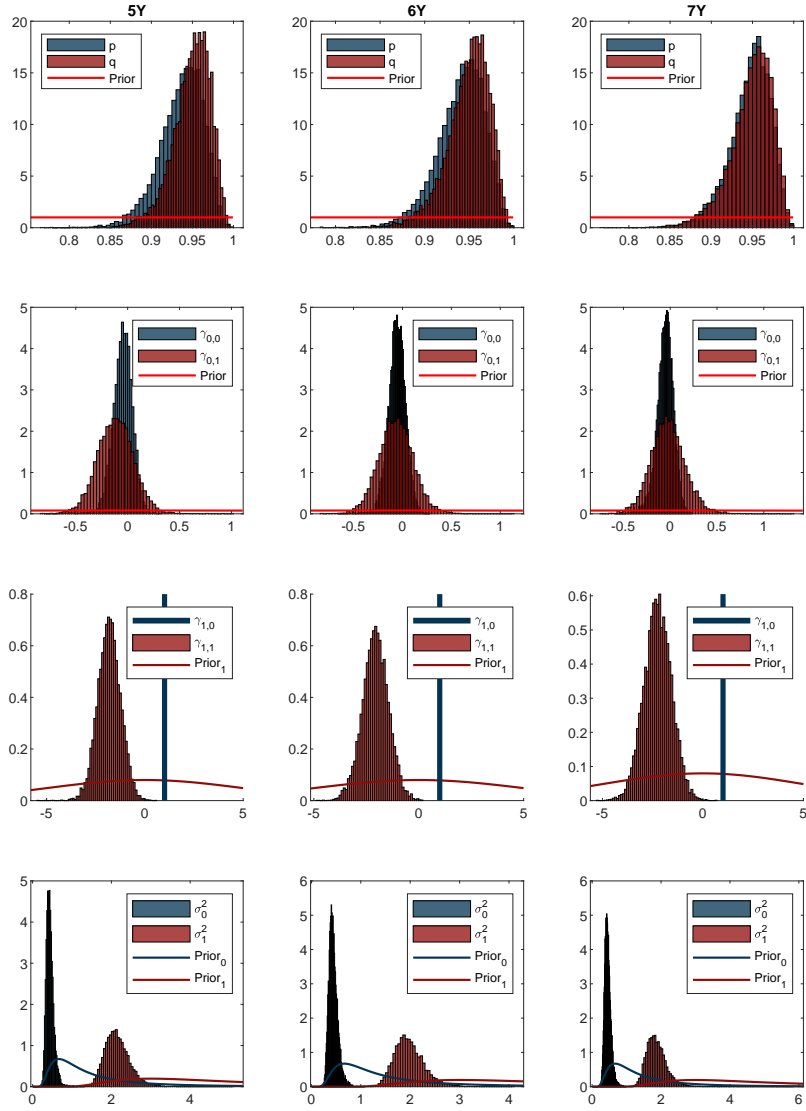 5Y 6Y 7Y
20 20 20
p p p
q q q
Prior Prior Prior
15 15 15
10 10 10
5 5 5
0 0 0
0.8 0.85 0.9 0.95 1 0.8 0.85 0.9 0.95 1 0.8 0.85 0.9 0.95 1
5 5 5
γ0,0 γ0,0 γ0,0
γ0,1 γ0,1 γ0,1
4 4 4
Prior Prior Prior
3 3 3
2 2 2
1 1 1
0 0 0
-0.5 0 0.5 1 -0.5 0 0.5 1 -0.5 0 0.5 1
0.8 0.8 0.6
γ1,0 γ1,0 γ1,0
γ1,1 γ1,1 γ1,1
Prior1 Prior1 Prior1
0.6 0.6 0.5
0.4 0.4 0.4
0.3
0.2 0.2 0.2
0.1
0 0 0
-5 0 5 -5 0 5 -5 0 5
5 6 6
σ²0 σ²0 σ²0
σ²1 σ²1 σ²1
Prior0 Prior0 Prior0
Prior1 Prior1 Prior1
4 5 5
3 4 4
2 3 3
1 2 2
0 1 1
0 0
0 2 4 0 1 2 3 4 0 2 4 6